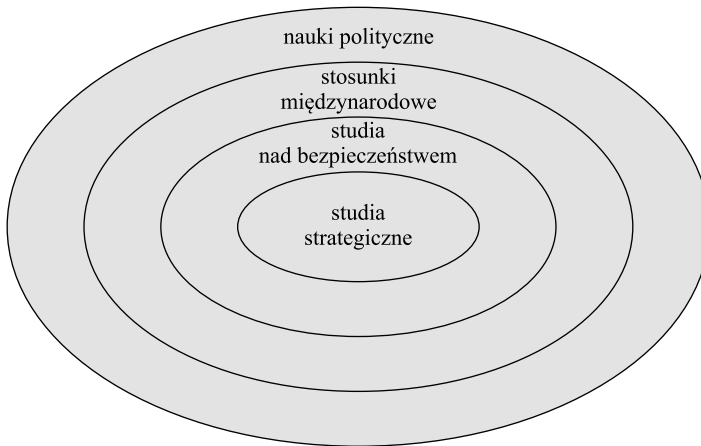 nauki polityczne
stosunki
międzynarodowe
studia
nad bezpieczeństwem
studia
strategiczne